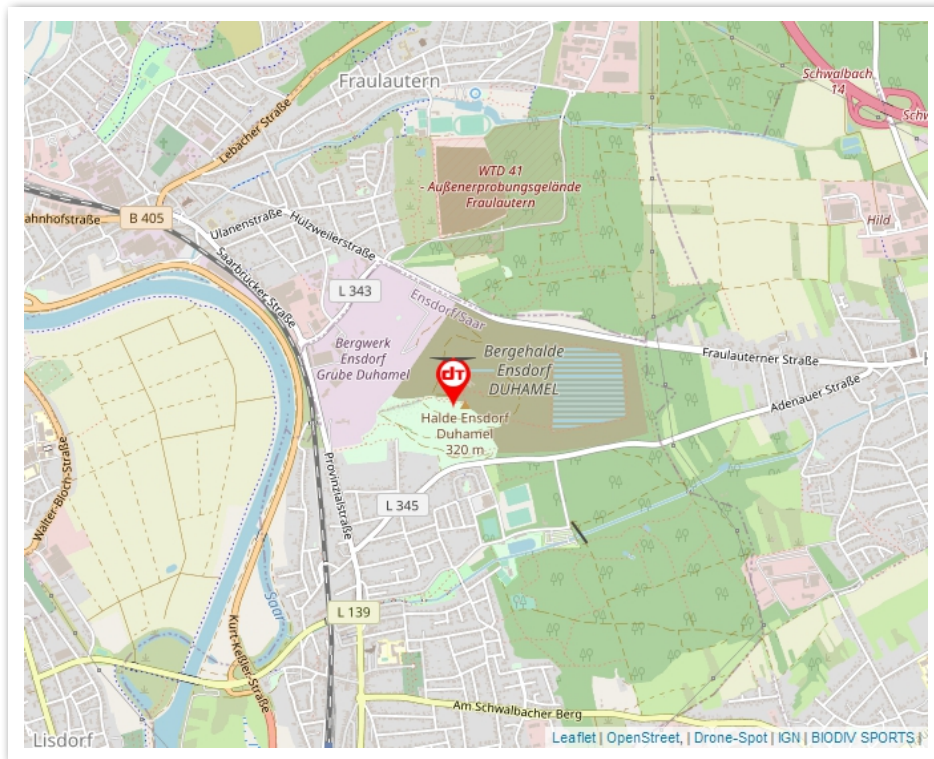 Fraulautern
Schwalbach
14
Schw
Lebacher Straße
WTD 41
- Außenerprobungsgelände
Fraulautern
Hild
ahnhofstraße
B 405
Ulanenstraße
Hulzweilerstraße
Saarbrücker Straße
L 343
Ensdorf/Saar
Bergwerk
Ensdorf
Grube Duhamel
Bergehalde
Ensdorf
DUHAMEL
Fraulauterner Straße
H
dT
Adenauer Straße
Halde Ensdorf
Duhamel
320 m
Walter-Bloch-Straße
Provinzialstraße
L 345
Saar
L 139
Kurt-Keßler-Straße
Am Schwalbacher Berg
Lisdorf
Leaflet | OpenStreet, | Drone-Spot | IGN | BIODIV SPORTS |